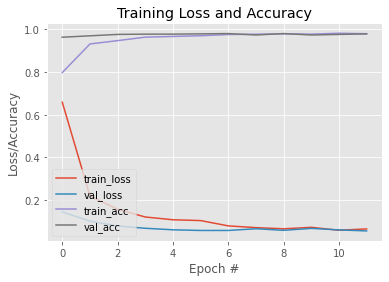 Training Loss and Accuracy
Loss/Accuracy
1.0
0.8
0.6
0.4
0.2
train_loss
val_loss
train_acc
val_acc
0 2 4 6 8 10
Epoch #